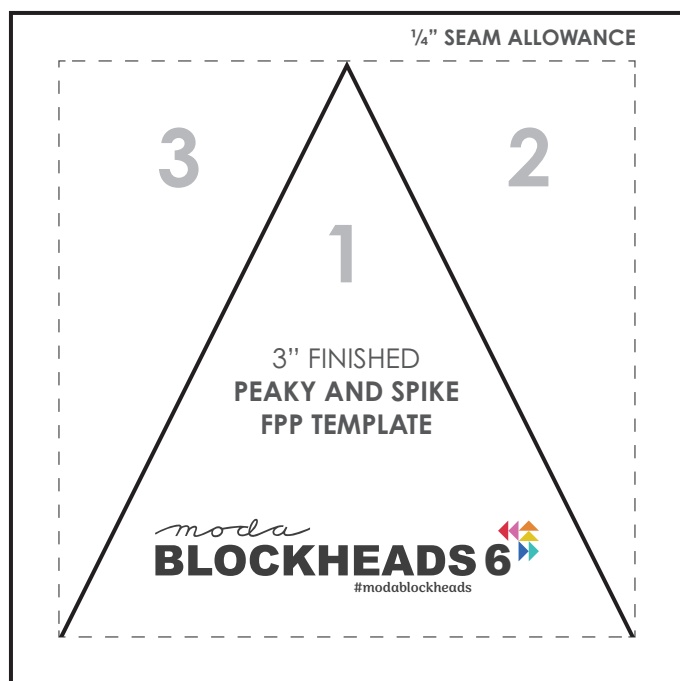 ¼” SEAM ALLOWANCE
3
2
1
3” FINISHED
PEAKY AND SPIKE
FPP TEMPLATE
moda
BLOCKHEADS 6
#modablockheads